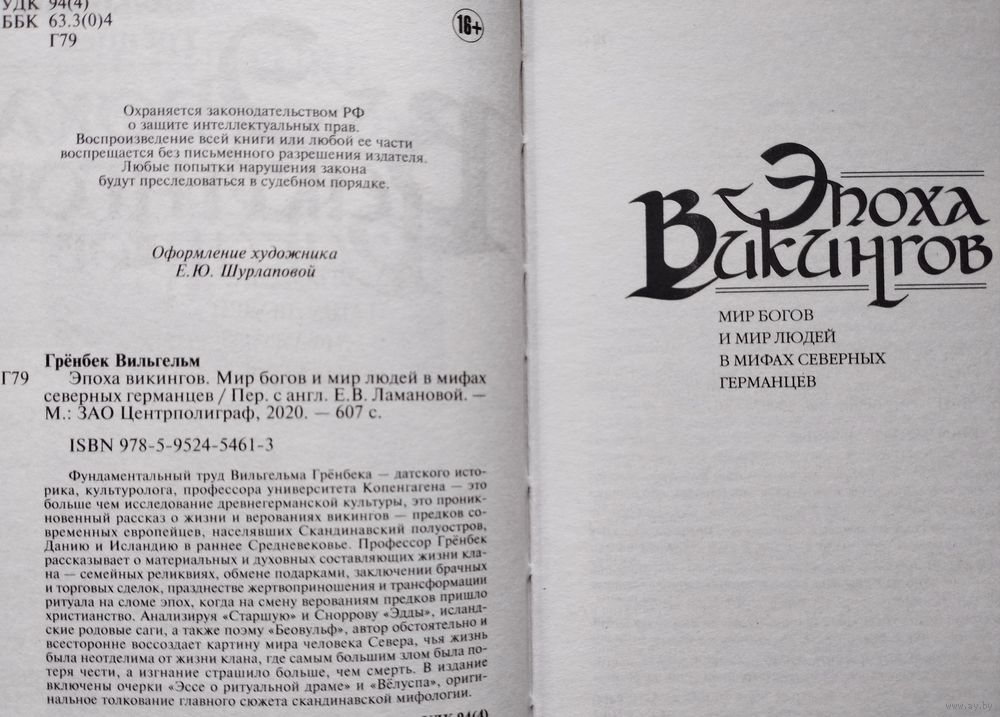 УДК 94(4)
ББК 63.3(0)4
Г79
16+
Охраняется законодательством РФ
о защите интеллектуальных прав.
Воспроизведение всей книги или любой ее части
воспрещается без письменного разрешения издателя.
Любые попытки нарушения закона
будут преследоваться в судебном порядке.
Оформление художника
Е.Ю. Шурлаповой
Грёнбек Вильгельм
Г79 Эпоха викингов. Мир богов и мир людей в мифах
северных германцев / Пер. с англ. Е.В. Ламановой. —
М.: ЗАО Центрполиграф, 2020. — 607 с.
ISBN 978-5-9524-5461-3
Фундаментальный труд Вильгельма Грёнбека — датского исто-
рика, культуролога, профессора университета Копенгагена — это
больше чем исследование древнегерманской культуры, это проник-
новенный рассказ о жизни и верованиях викингов — предков со-
временных европейцев, населявших Скандинавский полуостров,
Данию и Исландию в раннее Средневековье. Профессор Грёнбек
рассказывает о материальных и духовных составляющих жизни кла-
на — семейных реликвиях, обмене подарками, заключении брачных
и торговых сделок, празднестве жертвоприношения и трансформации
ритуала на сломе эпох, когда на смену верованиям предков пришло
христианство. Анализируя «Старшую» и Сноррову «Эдды», исланд-
ские родовые саги, а также поэму «Беовульф», автор обстоятельно и
всесторонне воссоздает картину мира человека Севера, чья жизнь
была неотделима от жизни клана, где самым большим злом была по-
теря чести, а изгнание страшило больше, чем смерть. В издание
включены очерки «Эссе о ритуальной драме» и «Вёлуспа», ориги-
нальное толкование главного сюжета скандинавской мифологии.
УДК 94(4)
Эпоха
Викингов
МИР БОГОВ
И МИР ЛЮДЕЙ
В МИФАХ СЕВЕРНЫХ
ГЕРМАНЦЕВ
www.ay.by